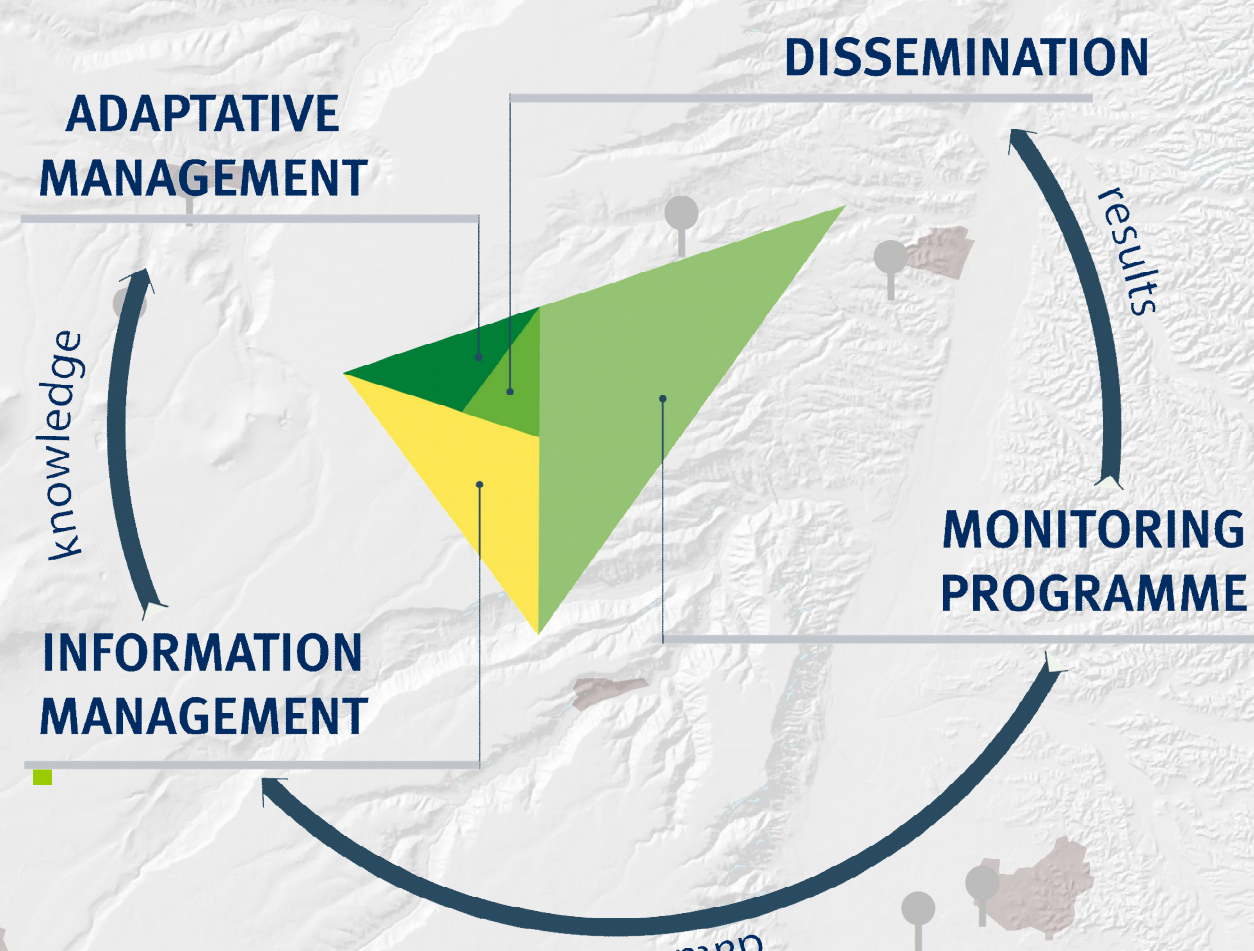 DISSEMINATION
ADAPTATIVE
MANAGEMENT
results
knowledge
MONITORING
PROGRAMME
INFORMATION
MANAGEMENT